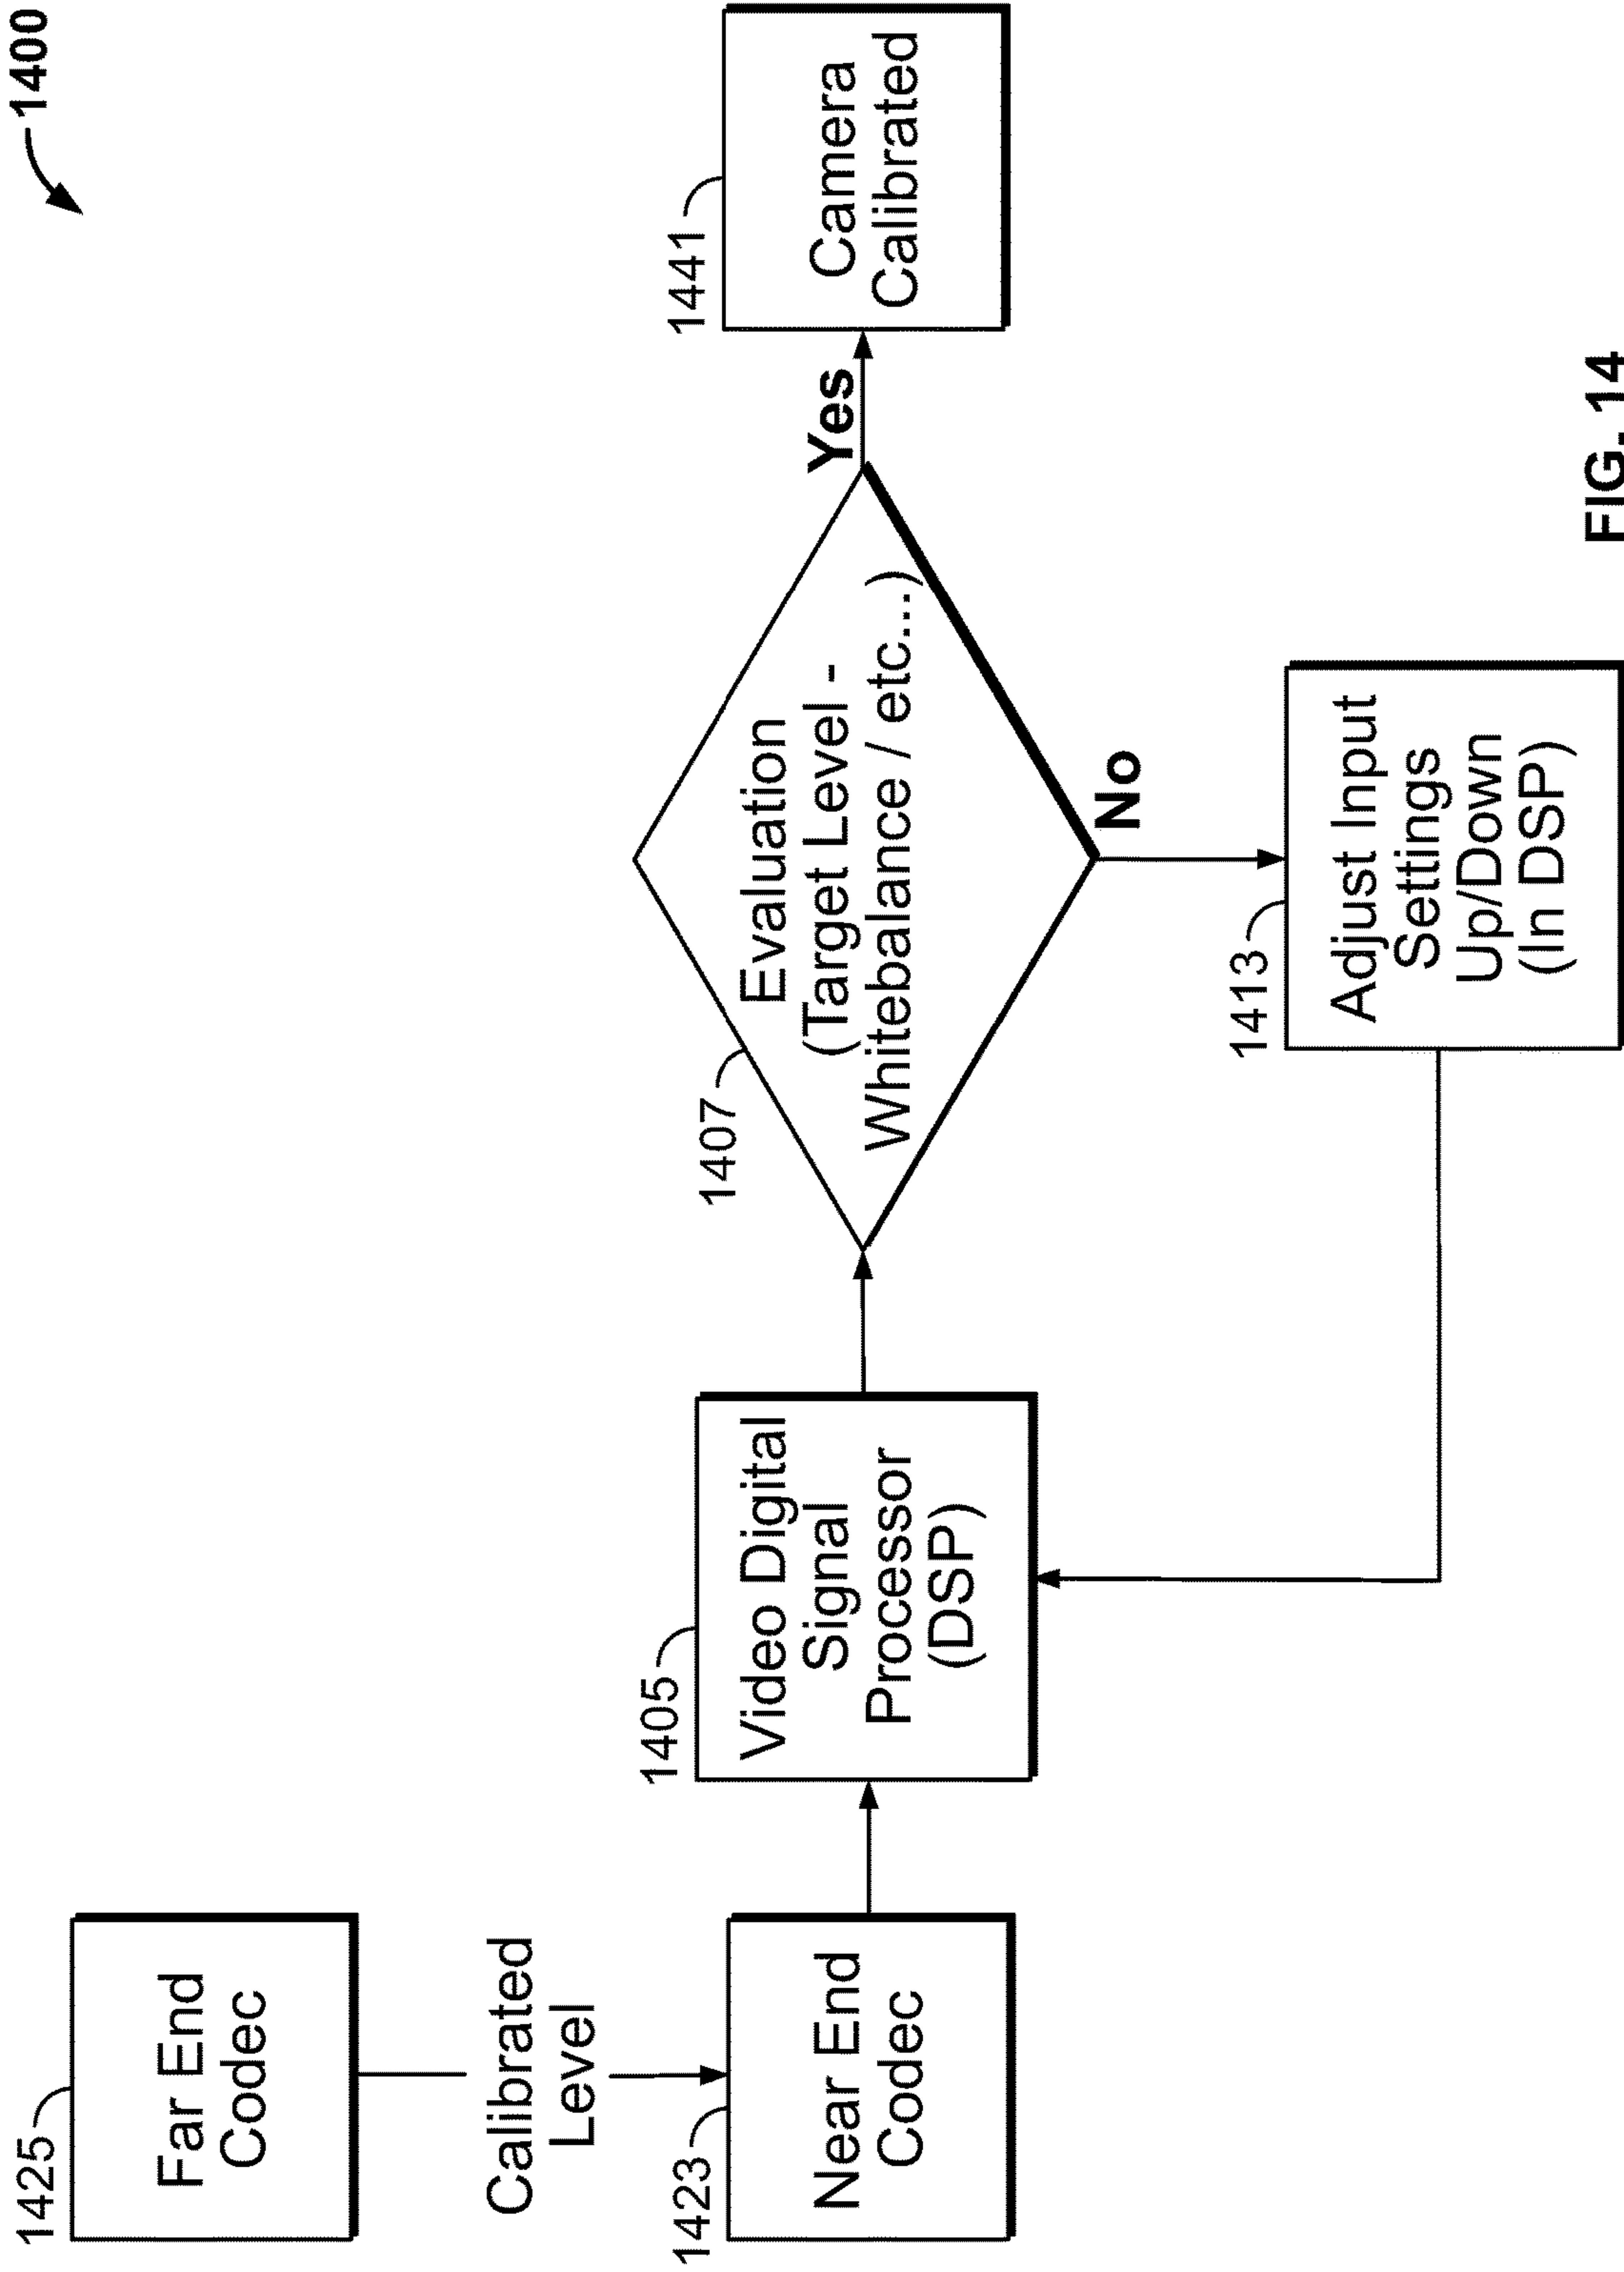 1400
1425
Far End
Codec
Calibrated
Level
1423
Near End
Codec
1405
Video Digital
Signal
Processor
(DSP)
1407
Evaluation
(Target Level -
Whitebalance / etc...)
Yes
1441
Camera
Calibrated
No
1413
Adjust Input
Settings
Up/Down
(In DSP)
FIG. 14